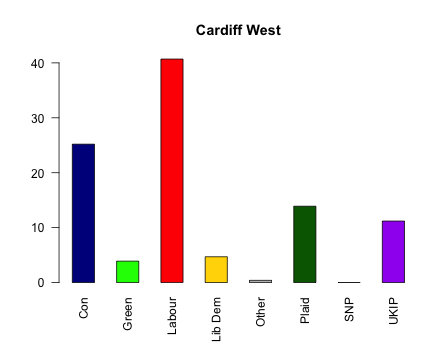 Cardiff West
40
30
20
10
0
Con
Green
Labour
Lib Dem
Other
Plaid
SNP
UKIP